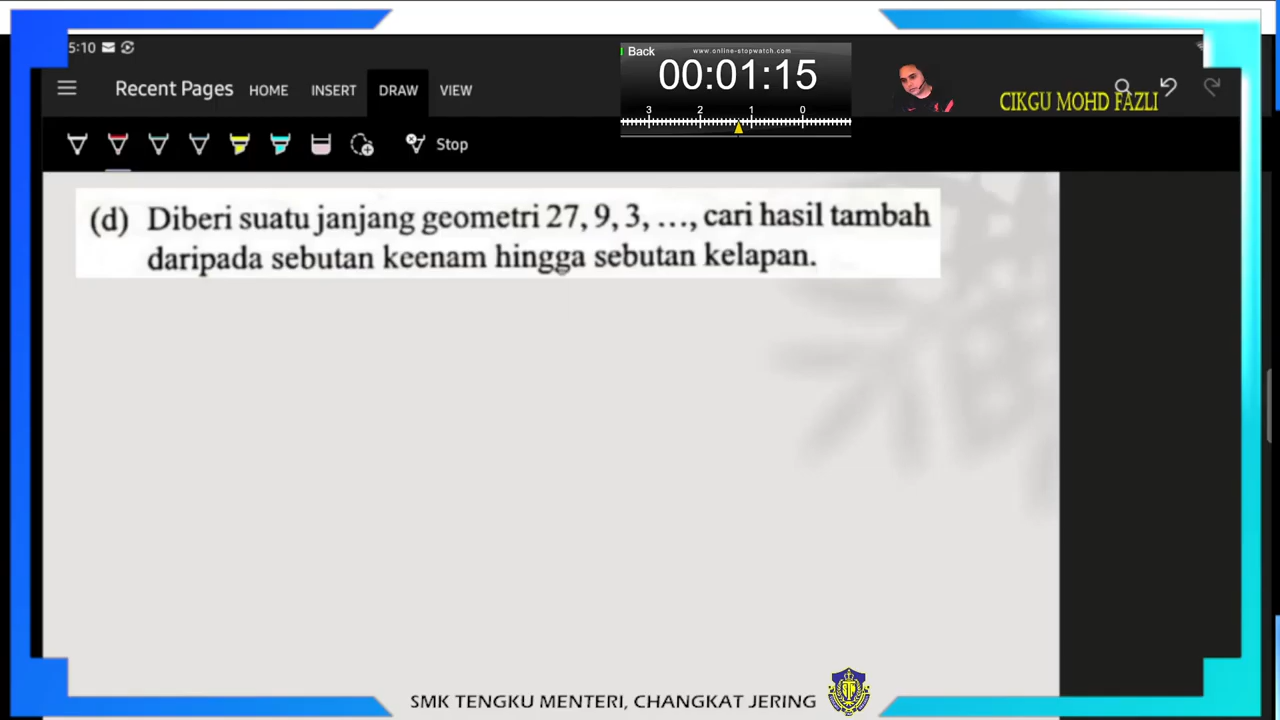 5:10
Recent Pages HOME INSERT DRAW VIEW
Back www.online-stopwatch.com
00:01:15
3 2 1 0
CIKGU MOHD FAZLI
Stop
(d) Diberi suatu janjang geometri 27, 9, 3, ..., cari hasil tambah
daripada sebutan keenam hingga sebutan kelapan.
SMK TENGKU MENTERI, CHANGKAT JERING